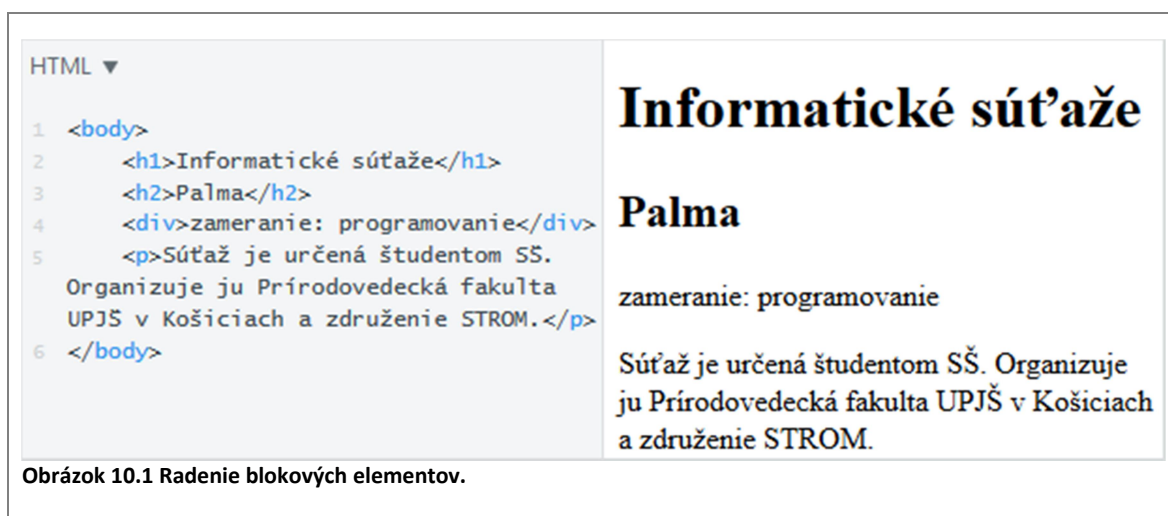 HTML ▼
1 <body>
2 <h1>Informatické súťaže</h1>
3 <h2>Palma</h2>
4 <div>zameranie: programovanie</div>
5 <p>Súťaž je určená študentom SŠ.
Organizuje ju Prírodovedecká fakulta
UPJŠ v Košiciach a združenie STROM.</p>
6 </body>
Informatické súťaže
Palma
zameranie: programovanie
Súťaž je určená študentom SŠ. Organizuje
ju Prírodovedecká fakulta UPJŠ v Košiciach
a združenie STROM.
Obrázok 10.1 Radenie blokových elementov.